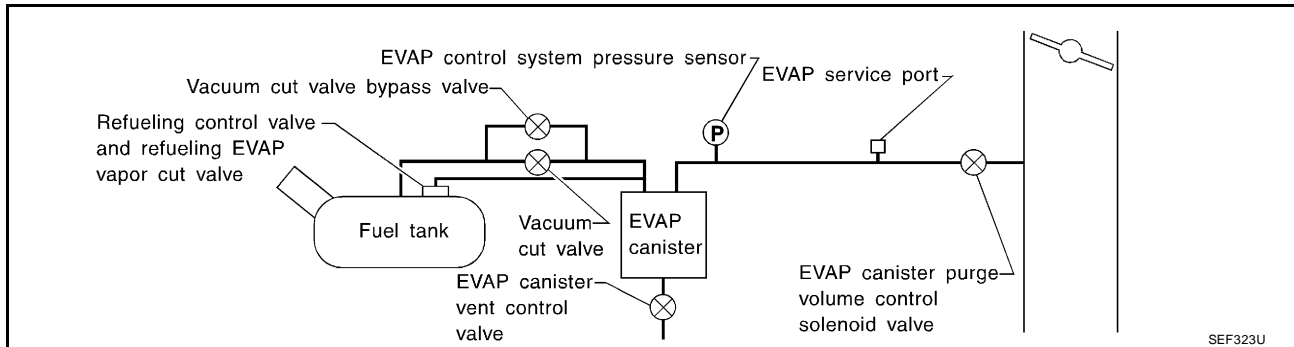 EVAP control system pressure sensor
EVAP service port
Vacuum cut valve bypass valve
Refueling control valve
and refueling EVAP
vapor cut valve
P
Fuel tank
Vacuum
cut valve
EVAP
canister
EVAP canister
vent control
valve
EVAP canister purge
volume control
solenoid valve
SEF323U